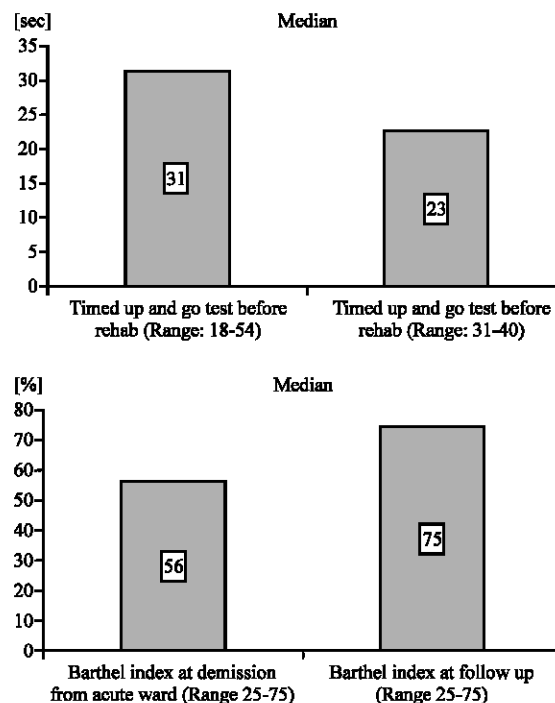 [sec]
Median
35
30
25
20
15
10
5
0
31
23
Timed up and go test before
rehab (Range: 18-54)
Timed up and go test before
rehab (Range: 31-40)
[%]
Median
80
70
60
50
40
30
20
10
0
56
75
Barthel index at demission
from acute ward (Range 25-75)
Barthel index at follow up
(Range 25-75)